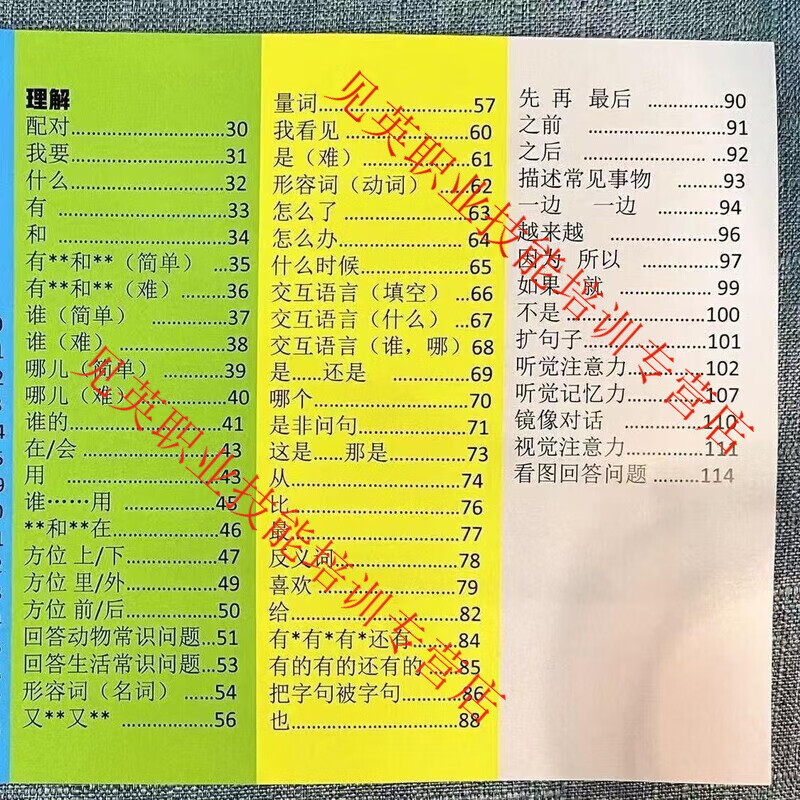 理解
配对......................30
我要......................31
什么......................32
有 ........................33
和 ........................34
有**和**（简单） ...35
有**和**（难）.......36
谁（简单） ...........37
谁（难）................38
哪儿（简单） ........39
哪儿（难）............40
谁的......................41
在/会 ....................43
用 .......................43
谁……用 ..............45
**和**在...............46
方位 上/下.............47
方位 里/外.............49
方位 前/后.............50
回答动物常识问题...51
回答生活常识问题...53
形容词（名词） .....54
又**又** ................56
量词......................57
我看见 ..................60
是（难） ...............61
形容词（动词） .....62
怎么了 ..................63
怎么办..................64
什么时候...............65
交互语言（填空） ...66
交互语言（什么） ...67
交互语言（谁，哪）68
是......还是 ...........69
哪个......................70
是非问句...............71
这是......那是.........73
从.........................74
比.........................76
最.........................77
反义词..................78
喜欢 .....................79
给.........................82
有*有*有*还有.......84
有的有的还有的 .....85
把字句被字句.........86
也.........................88
先 再 最后 ............90
之前 ....................91
之后 ....................92
描述常见事物 .......93
一边 一边 ............94
越来越 ................96
因为 所以 ............97
如果 就 ............... 99
不是 ...................100
扩句子.................101
听觉注意力..........102
听觉记忆力..........107
镜像对话 .............110
视觉注意力..........111
看图回答问题 .......114
见英职业技能培训专营店
见英职业技能培训专营店